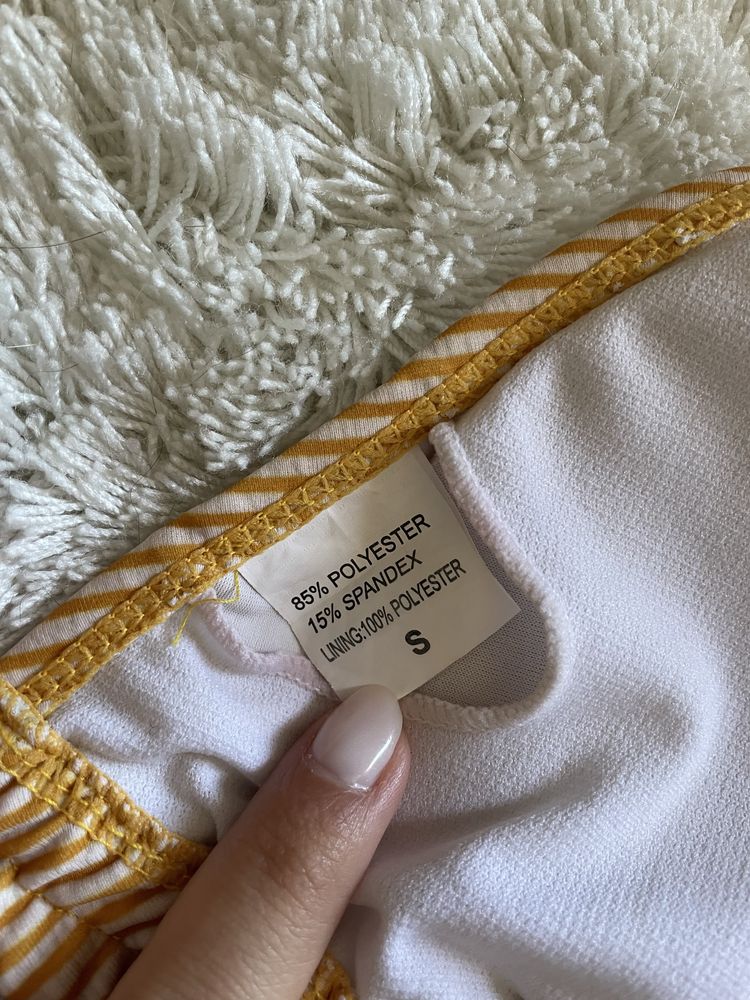 85% POLYESTER
15% SPANDEX
LINING:100% POLYESTER
S